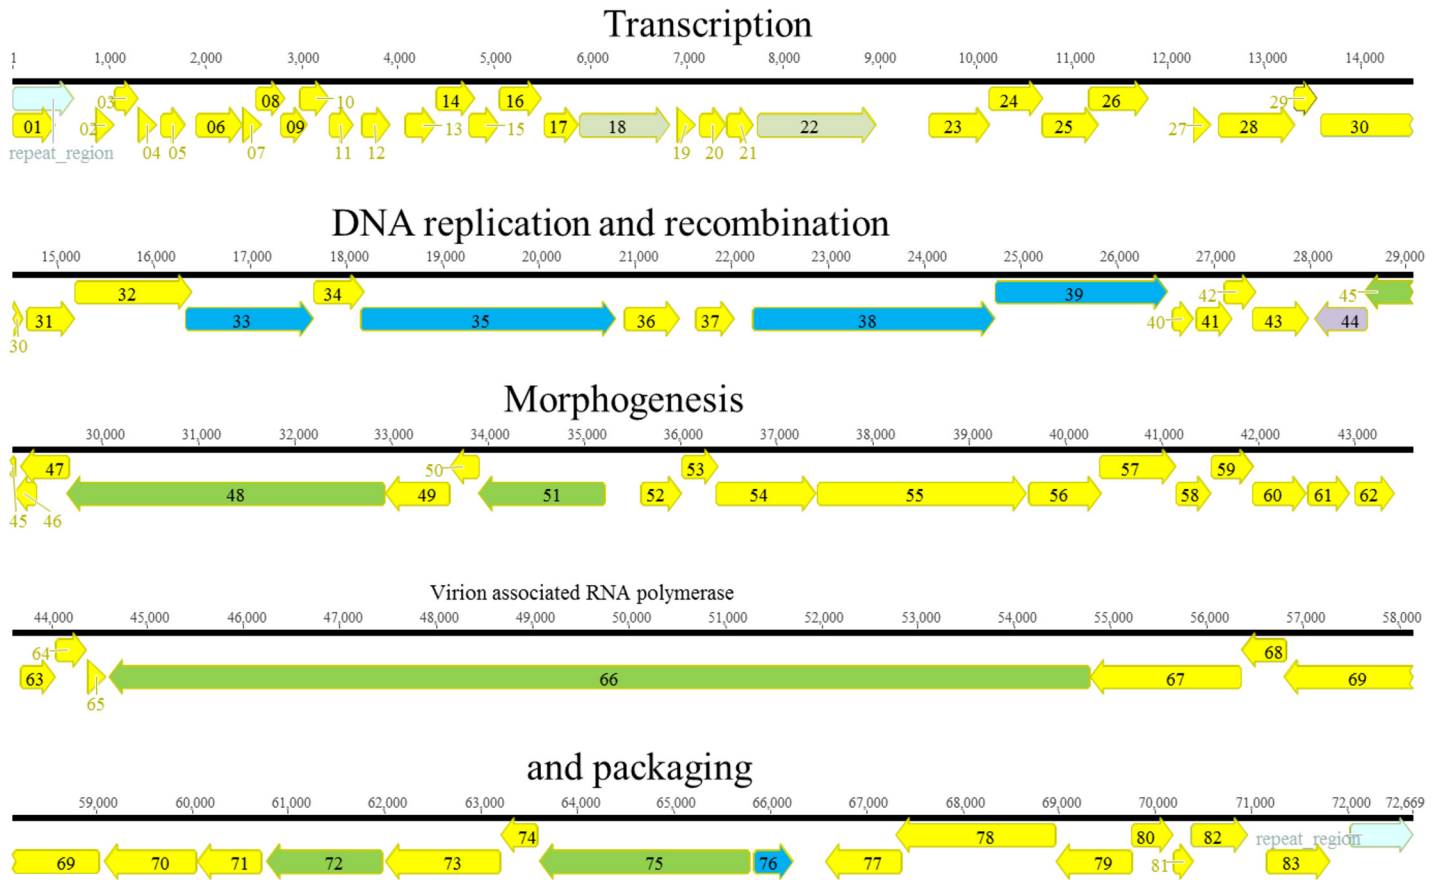 Transcription
1 1,000 2,000 3,000 4,000 5,000 6,000 7,000 8,000 9,000 10,000 11,000 12,000 13,000 14,000
03 08 10 14 16 24 26 29
01 02 04 05 06 07 09 11 12 13 15 17 18 19 20 21 22 23 25 27 28 30
repeat_region
DNA replication and recombination
15,000 16,000 17,000 18,000 19,000 20,000 21,000 22,000 23,000 24,000 25,000 26,000 27,000 28,000 29,000
32 34 39 42 45
30 31 33 35 36 37 38 40 41 43 44
Morphogenesis
30,000 31,000 32,000 33,000 34,000 35,000 36,000 37,000 38,000 39,000 40,000 41,000 42,000 43,000
47 50 53 57 59
45 46 48 49 51 52 54 55 56 58 60 61 62
Virion associated RNA polymerase
44,000 45,000 46,000 47,000 48,000 49,000 50,000 51,000 52,000 53,000 54,000 55,000 56,000 57,000 58,000
64 68
63 65 66 67 69
and packaging
59,000 60,000 61,000 62,000 63,000 64,000 65,000 66,000 67,000 68,000 69,000 70,000 71,000 72,000 72,669
74 78 80 82 repeat_region
69 70 71 72 73 75 76 77 79 81 83